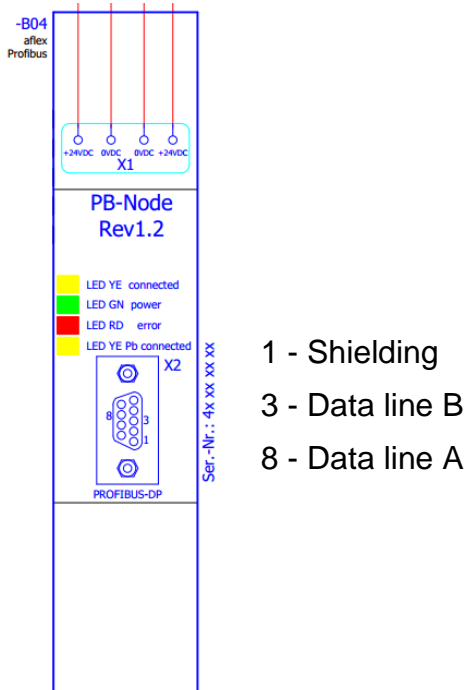 -B04
aflex
Profibus
+24VDC 0VDC 0VDC +24VDC
X1
PB-Node
Rev1.2
LED YE connected
LED GN power
LED RD error
LED YE Pb connected
X2
8
3
1
PROFIBUS-DP
Ser.-Nr.: 4x xx xx xx
1 - Shielding
3 - Data line B
8 - Data line A